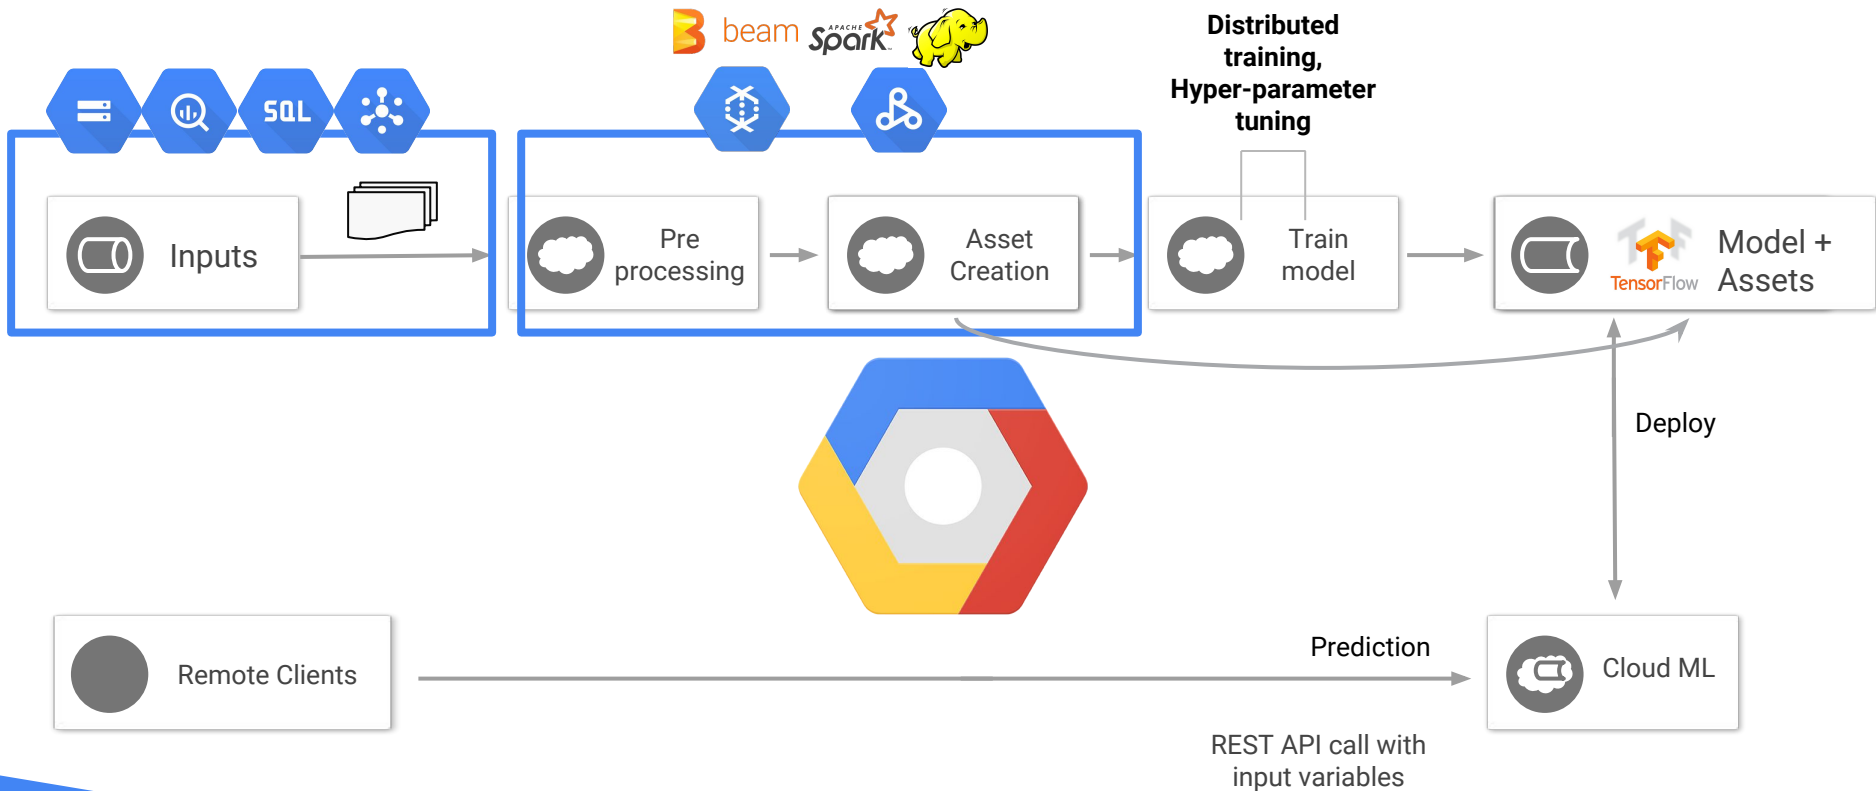 beam
APACHE
Spark
Distributed
training,
Hyper-parameter
tuning
SQL
Inputs
Pre
processing
Asset
Creation
Train
model
TensorFlow
Model +
Assets
Deploy
Remote Clients
Prediction
Cloud ML
REST API call with
input variables